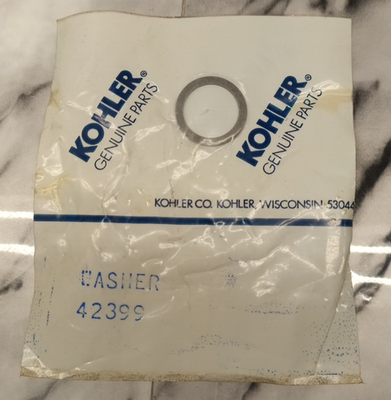 KOHLER®
GENUINE PARTS
KOHLER®
GENUINE PARTS
KOHLER CO. KOHLER, WISCONSIN 53044
WASHER
42399